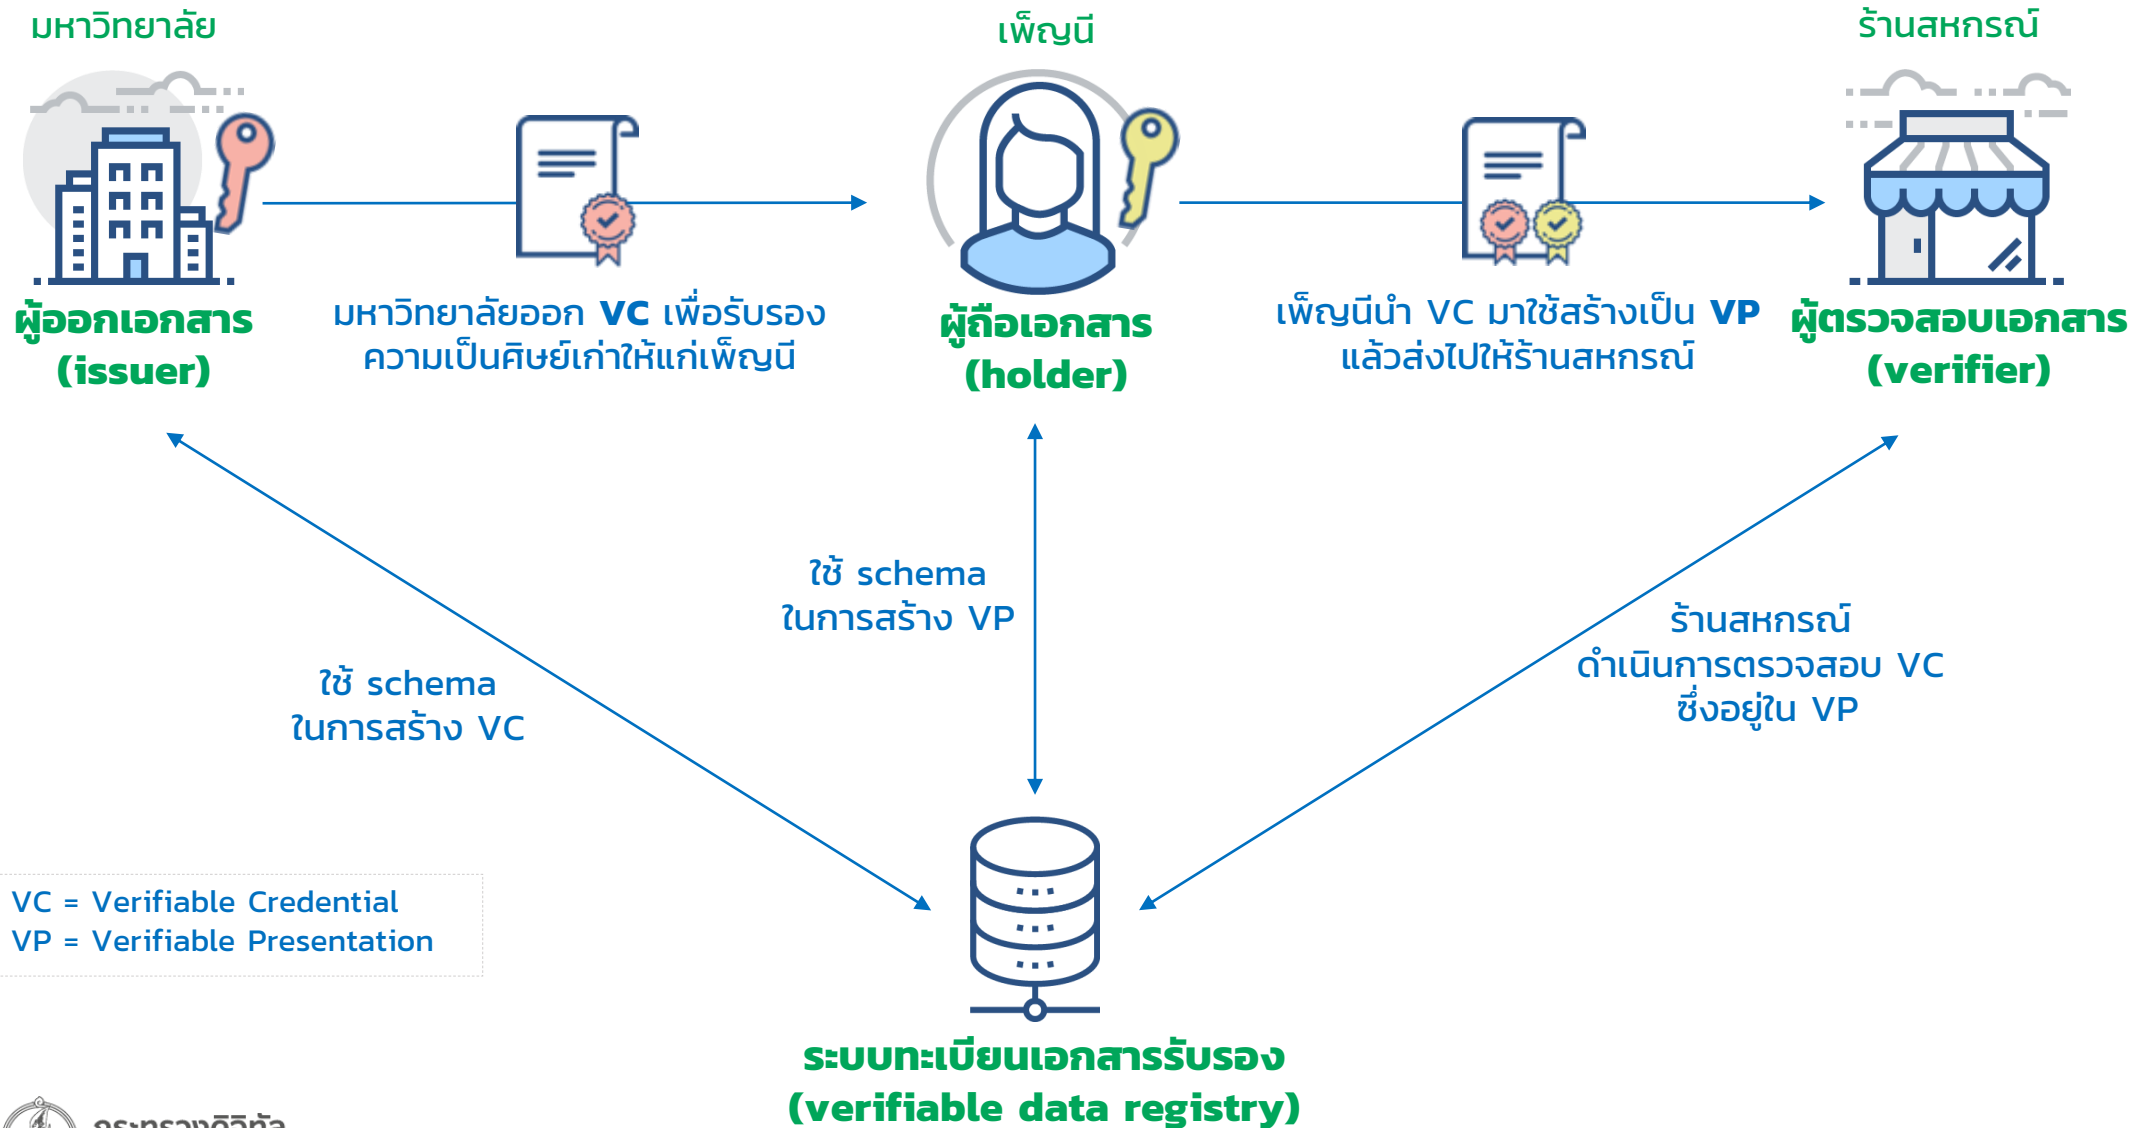 มหาวิทยาลัย
เพ็ญนี
ร้านสหกรณ์
ผู้ออกเอกสาร
(issuer)
มหาวิทยาลัยออก VC เพื่อรับรอง
ความเป็นศิษย์เก่าให้แก่เพ็ญนี
ผู้ถือเอกสาร
(holder)
เพ็ญนีนำ VC มาใช้สร้างเป็น VP
แล้วส่งไปให้ร้านสหกรณ์
ผู้ตรวจสอบเอกสาร
(verifier)
ใช้ schema
ในการสร้าง VC
ใช้ schema
ในการสร้าง VP
ร้านสหกรณ์
ดำเนินการตรวจสอบ VC
ซึ่งอยู่ใน VP
VC = Verifiable Credential
VP = Verifiable Presentation
ระบบทะเบียนเอกสารรับรอง
(verifiable data registry)
กระทรวงดิจิทัล